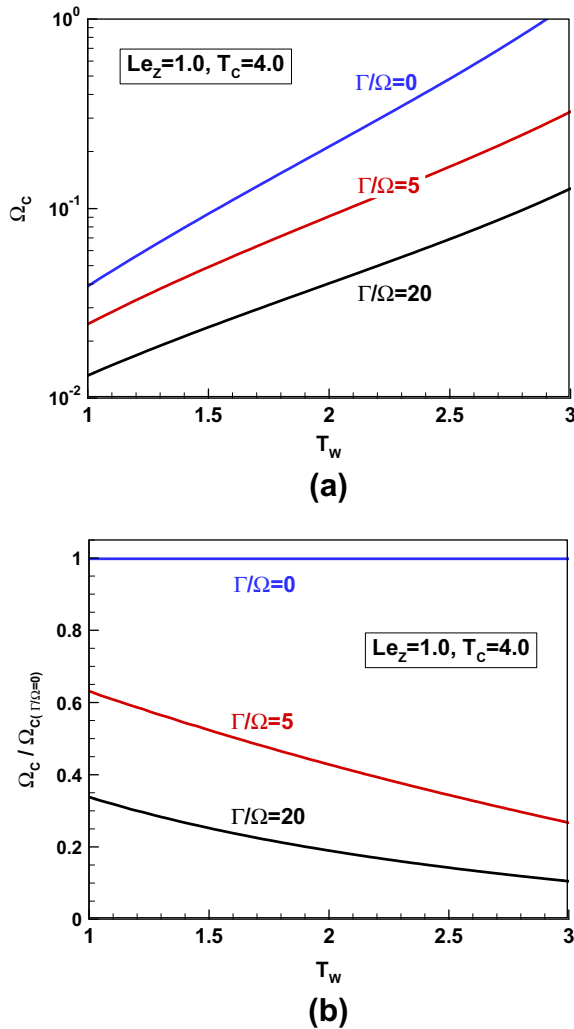 10⁰
Le_Z=1.0, T_C=4.0
Γ/Ω=0
Γ/Ω=5
Ω_C
10⁻¹
Γ/Ω=20
10⁻²
1 1.5 2 2.5 3
T_W
(a)
1
Γ/Ω=0
0.8
Le_Z=1.0, T_C=4.0
0.6
Γ/Ω=5
Ω_C / Ω_C(Γ/Ω=0)
0.4
Γ/Ω=20
0.2
0
1 1.5 2 2.5 3
T_W
(b)